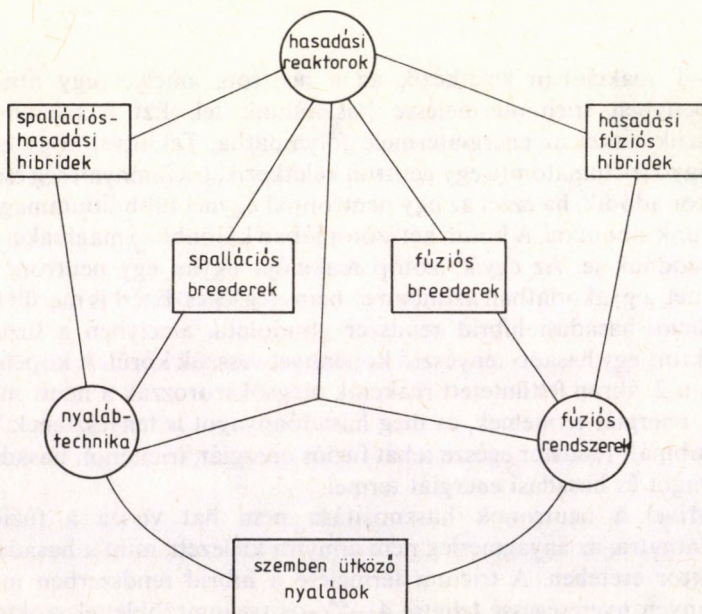 hasadási
reaktorok
spallációs-
hasadási
hibridek
hasadási
fúziós
hibridek
spallációs
breederek
fúziós
breederek
nyaláb-
technika
fúziós
rendszerek
szemben ütköző
nyalábok